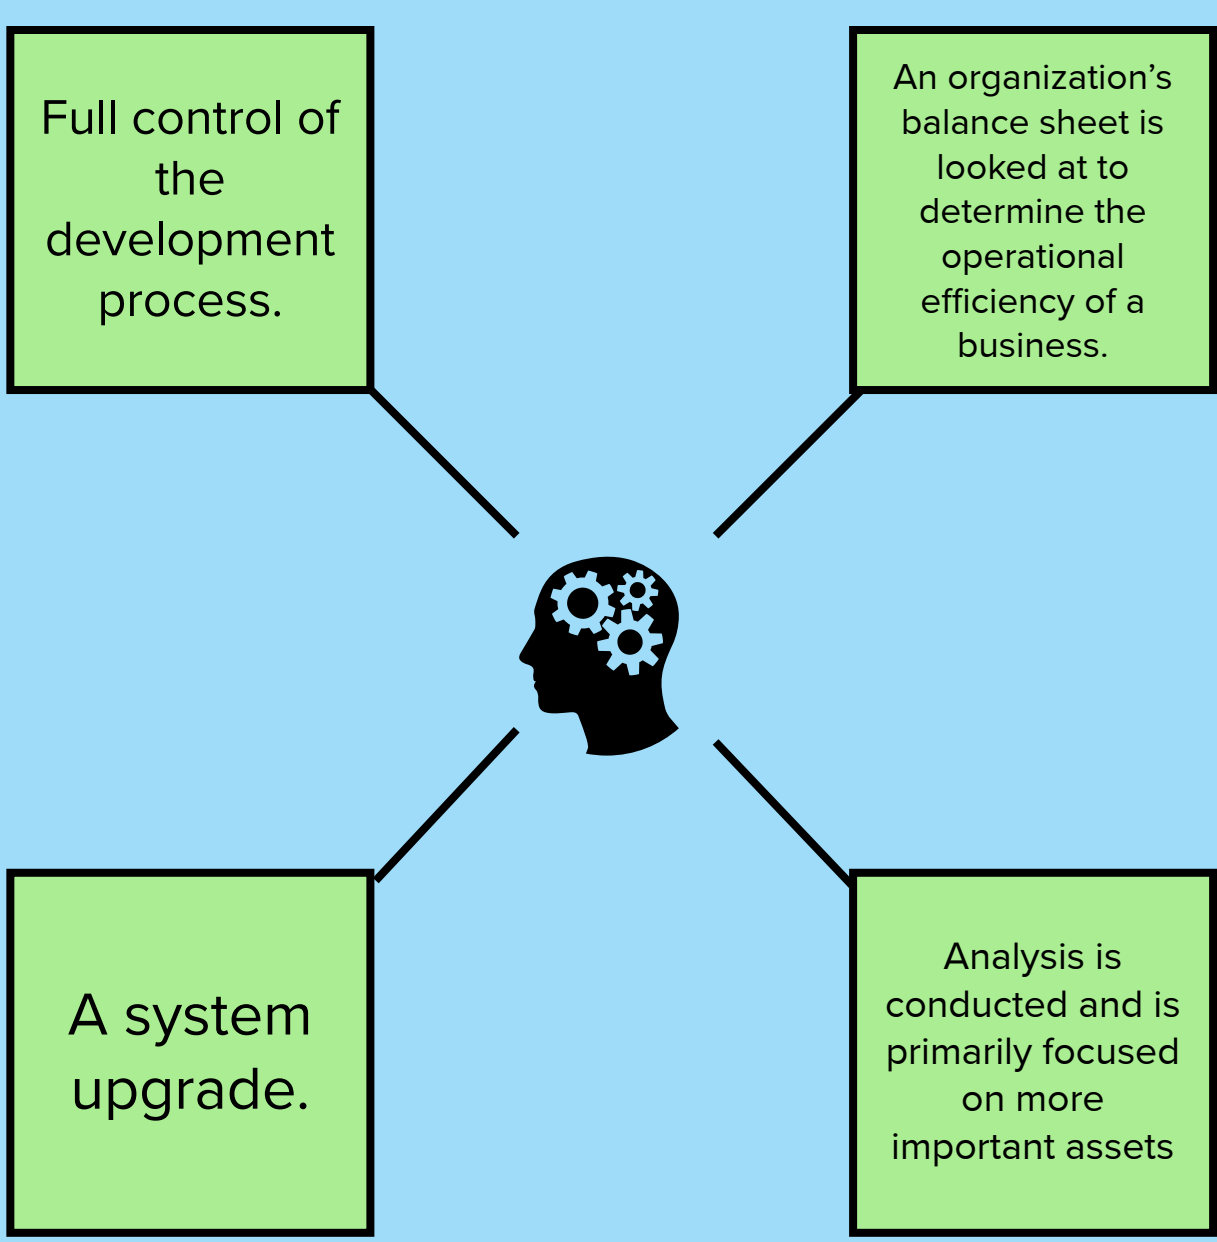 Full control of
the
development
process.
An organization’s
balance sheet is
looked at to
determine the
operational
efficiency of a
business.
A system
upgrade.
Analysis is
conducted and is
primarily focused
on more
important assets